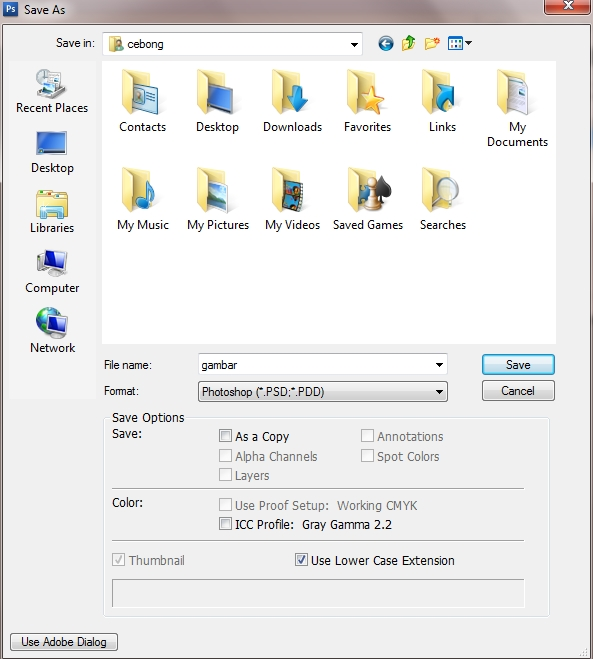 Ps Save As
Save in: cebong
Recent Places
Desktop
Libraries
Computer
Network
Contacts Desktop Downloads Favorites Links My Documents
My Music My Pictures My Videos Saved Games Searches
File name: gambar Save
Format: Photoshop (*.PSD;*.PDD) Cancel
Save Options
Save: As a Copy Annotations
Alpha Channels Spot Colors
Layers
Color: Use Proof Setup: Working CMYK
ICC Profile: Gray Gamma 2.2
Thumbnail Use Lower Case Extension
Use Adobe Dialog